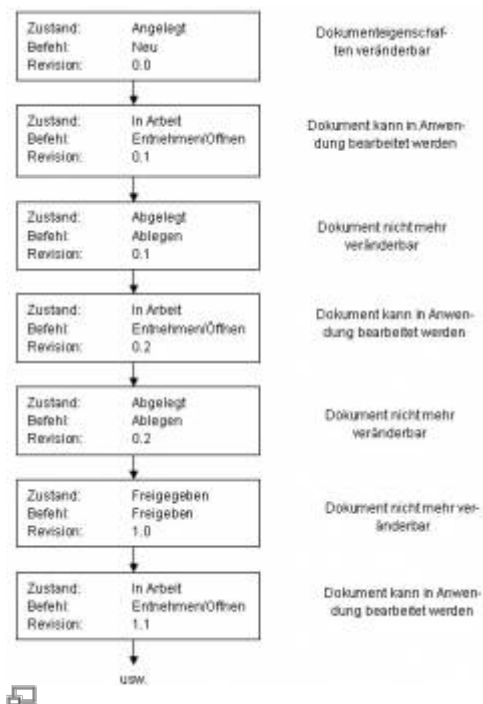 Zustand: Angelegt
Befehl: Neu
Revision: 0.0
Dokumenteigenschaf-
ten veränderbar
Zustand: In Arbeit
Befehl: Entnehmen/Öffnen
Revision: 0.1
Dokument kann in Anwen-
dung bearbeitet werden
Zustand: Abgelegt
Befehl: Ablegen
Revision: 0.1
Dokument nicht mehr
veränderbar
Zustand: In Arbeit
Befehl: Entnehmen/Öffnen
Revision: 0.2
Dokument kann in Anwen-
dung bearbeitet werden
Zustand: Abgelegt
Befehl: Ablegen
Revision: 0.2
Dokument nicht mehr
veränderbar
Zustand: Freigegeben
Befehl: Freigeben
Revision: 1.0
Dokument nicht mehr ver-
änderbar
Zustand: In Arbeit
Befehl: Entnehmen/Öffnen
Revision: 1.1
Dokument kann in Anwen-
dung bearbeitet werden
usw.